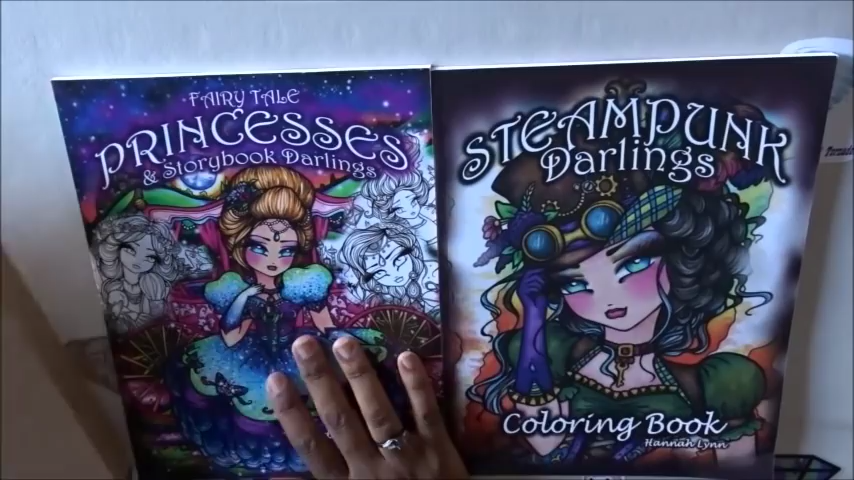 FAIRY TALE
PRINCESSES
& Storybook Darlings
STEAMPUNK
Darlings
Coloring Book
Hannah Lynn